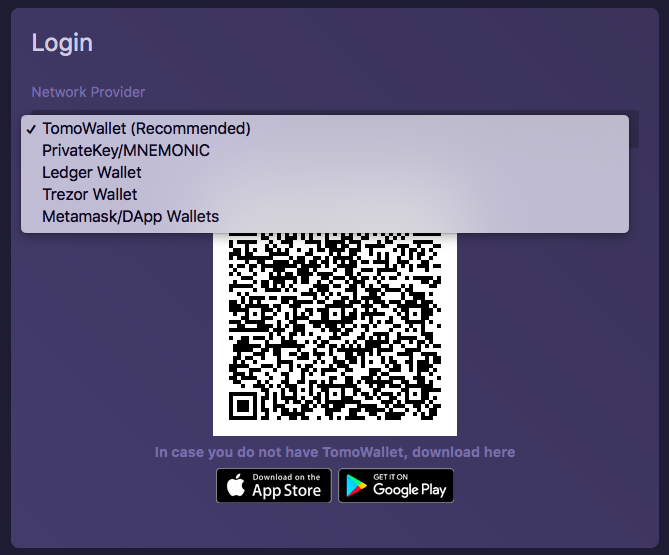 Login
Network Provider
✓ TomoWallet (Recommended)
PrivateKey/MNEMONIC
Ledger Wallet
Trezor Wallet
Metamask/DApp Wallets
In case you do not have TomoWallet, download here
Download on the
App Store
GET IT ON
Google Play